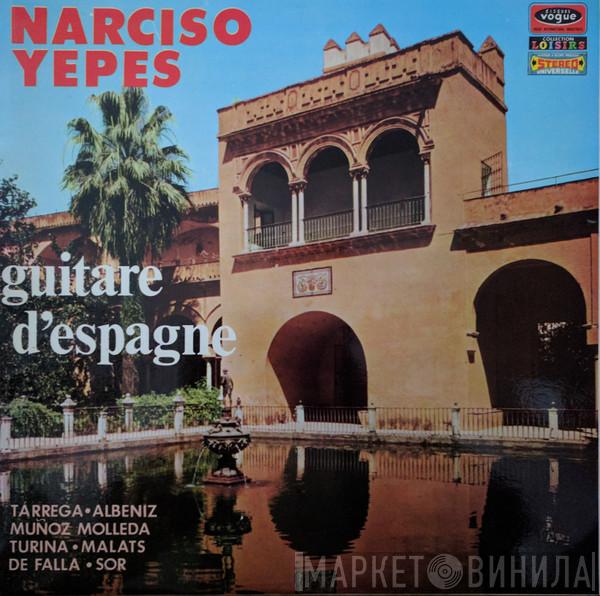 NARCISO
YEPES
DISQUES
vogue
COLLECTION
LOISIRS
STEREO
UNIVERSELLE
guitare
d'espagne
TÁRREGA • ALBENIZ
MUÑOZ MOLLEDA
TURINA • MALATS
DE FALLA • SOR
МАРКЕТ ВИНИЛА